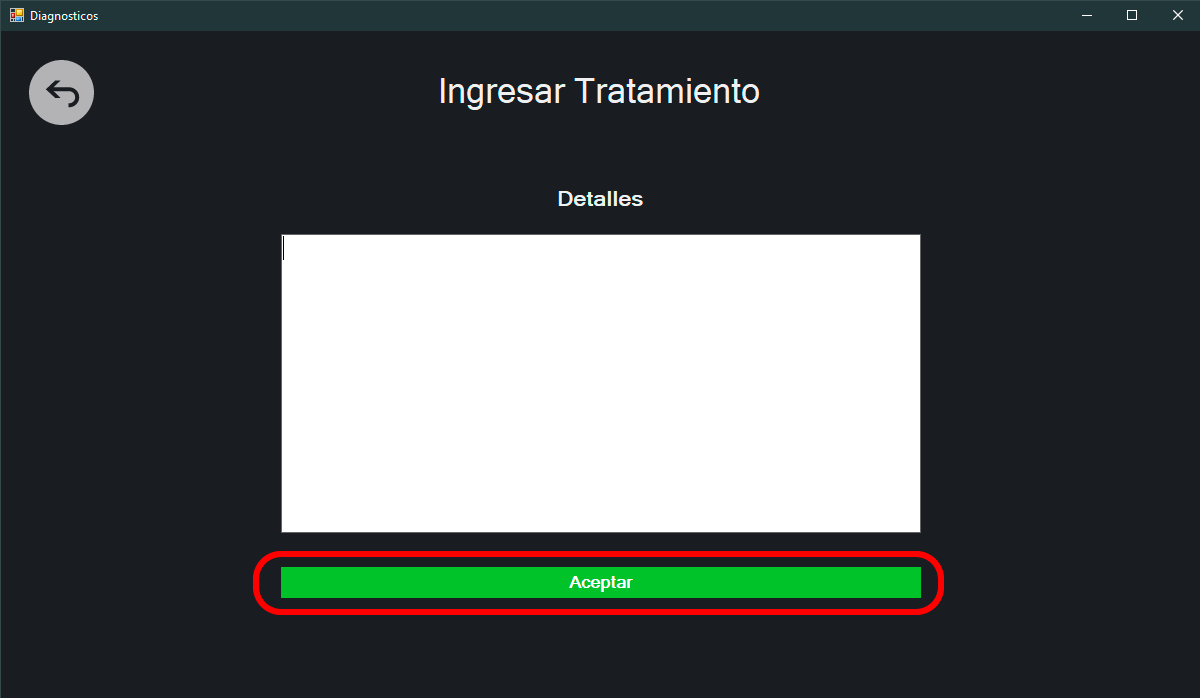 Diagnosticos
Ingresar Tratamiento
Detalles
Aceptar